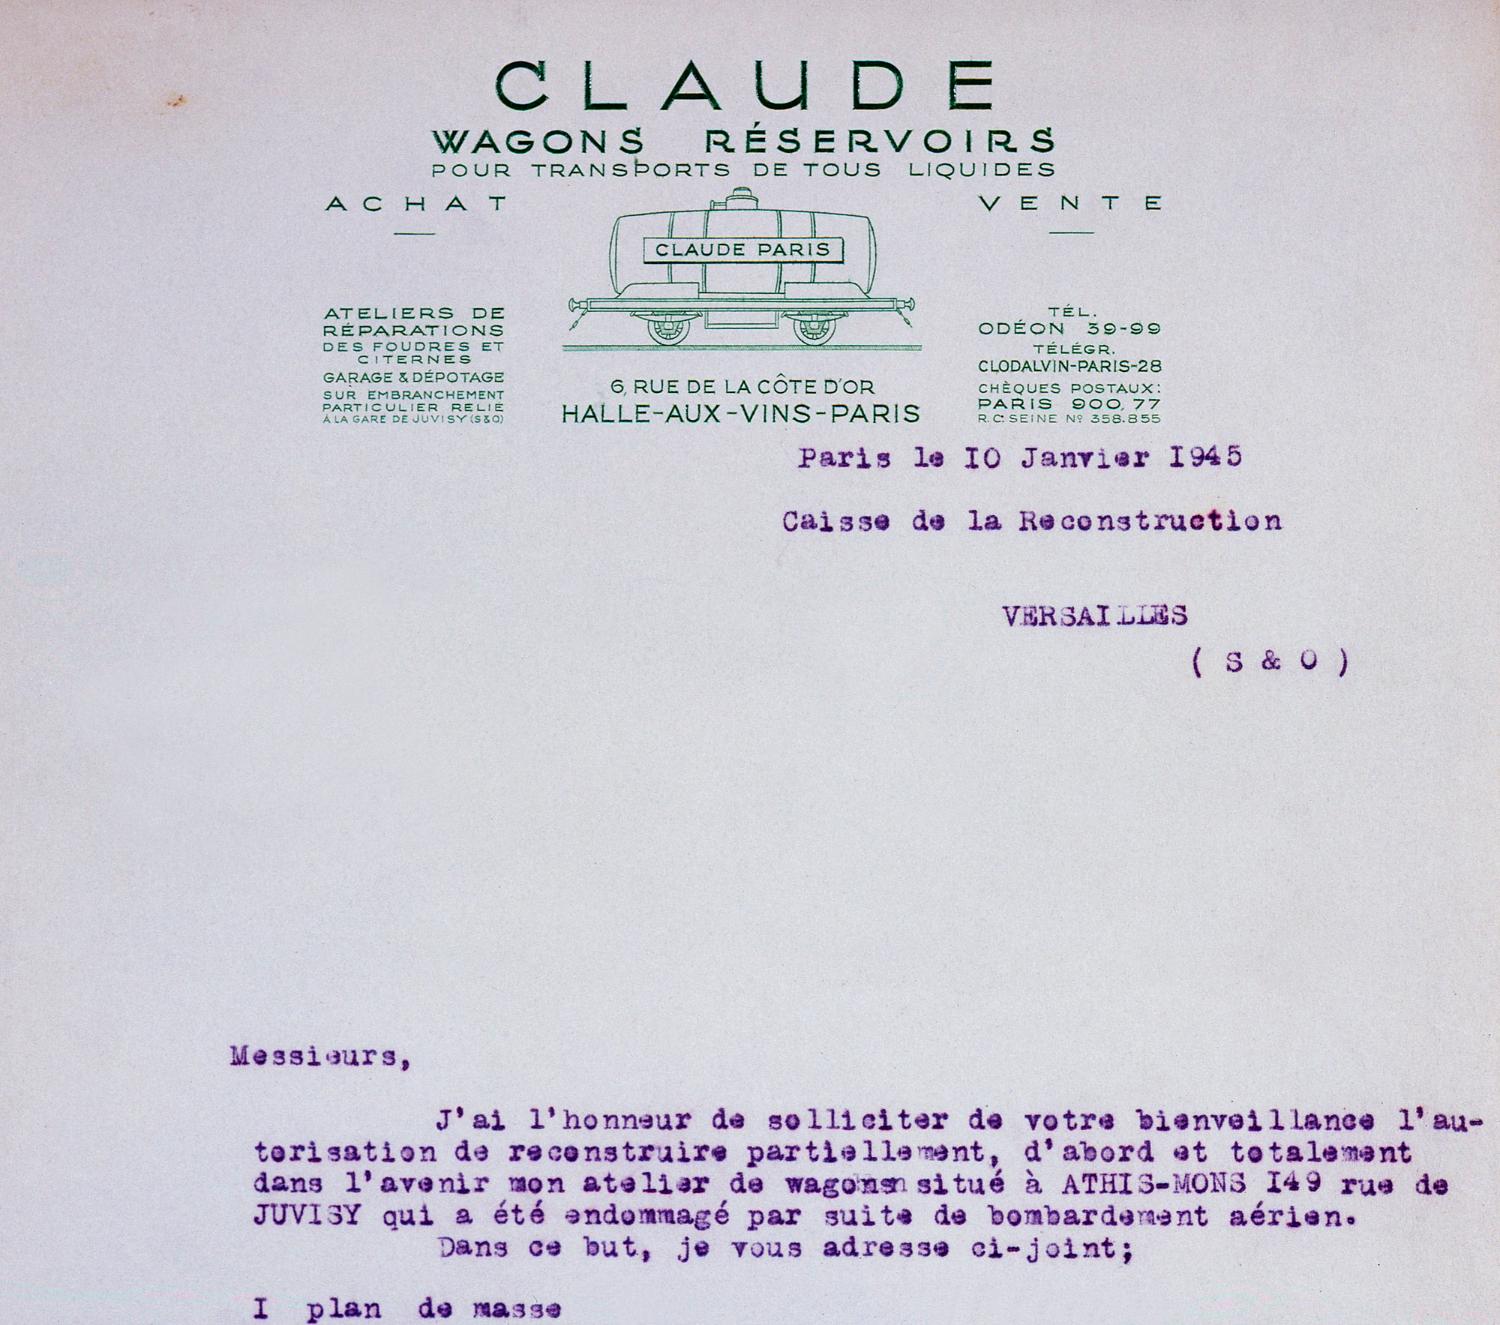 CLAUDE
WAGONS RÉSERVOIRS
POUR TRANSPORTS DE TOUS LIQUIDES
ACHAT
VENTE
CLAUDE PARIS
ATELIERS DE
RÉPARATIONS
DES FOUDRES ET
CITERNES
GARAGE & DÉPOTAGE
SUR EMBRANCHEMENT
PARTICULIER RELIE
À LA GARE DE JUVISY (S&O)
6, RUE DE LA CÔTE D'OR
HALLE-AUX-VINS-PARIS
TÉL.
ODÉON 39-99
TÉLÉGR.
CLODALVIN-PARIS-28
CHÈQUES POSTAUX:
PARIS 900,77
R.C. SEINE Nº 358.855
Paris le IO Janvier I945
Caisse de la Reconstruction
VERSAILLES
( S & O )
Messieurs,
J'ai l'honneur de solliciter de votre bienveillance l'au-
torisation de reconstruire partiellement, d'abord et totalement
dans l'avenir mon atelier de wagons situé à ATHIS-MONS I49 rue de
JUVISY qui a été endommagé par suite de bombardement aérien.
Dans ce but, je vous adresse ci-joint;
I plan de masse